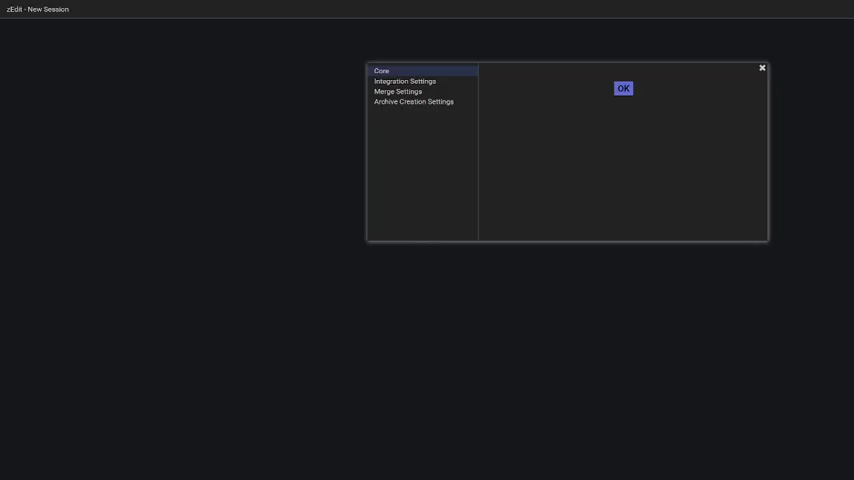 zEdit - New Session
Core
Integration Settings
Merge Settings
Archive Creation Settings
OK